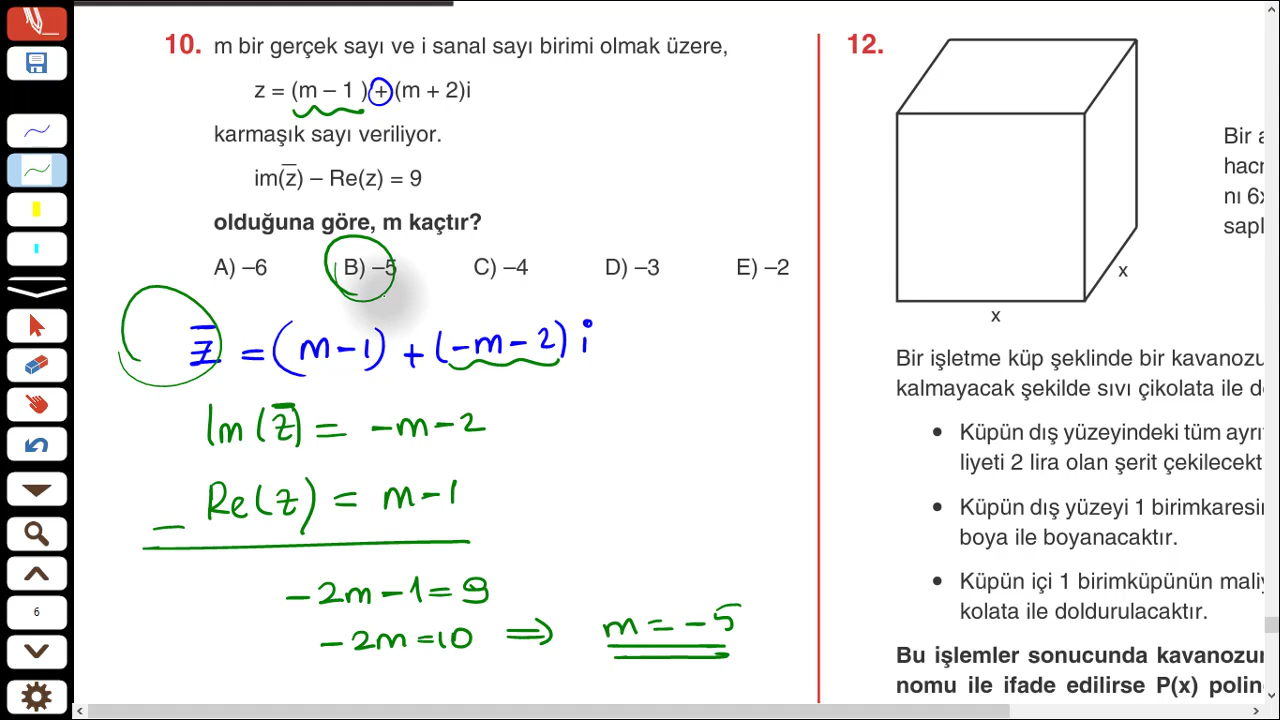 10. m bir gerçek sayı ve i sanal sayı birimi olmak üzere,
z = (m – 1 ) + (m + 2)i
karmaşık sayı veriliyor.
im(z̅) – Re(z) = 9
olduğuna göre, m kaçtır?
A) –6 B) –5 C) –4 D) –3 E) –2
z̅ = (m-1) + (-m-2) i
Im (z̅) = -m-2
Re(z) = m-1
—
-2m-1=9
-2m=10 ⇒ m=-5
12.
Bir
hacı
nı 6x
sapl
x
x
Bir işletme küp şeklinde bir kavanozu
kalmayacak şekilde sıvı çikolata ile d
• Küpün dış yüzeyindeki tüm ayrı
liyeti 2 lira olan şerit çekilecekt
• Küpün dış yüzeyi 1 birimkaresi
boya ile boyanacaktır.
• Küpün içi 1 birimküpünün mali
kolata ile doldurulacaktır.
Bu işlemler sonucunda kavanozu
nomu ile ifade edilirse P(x) polin
6